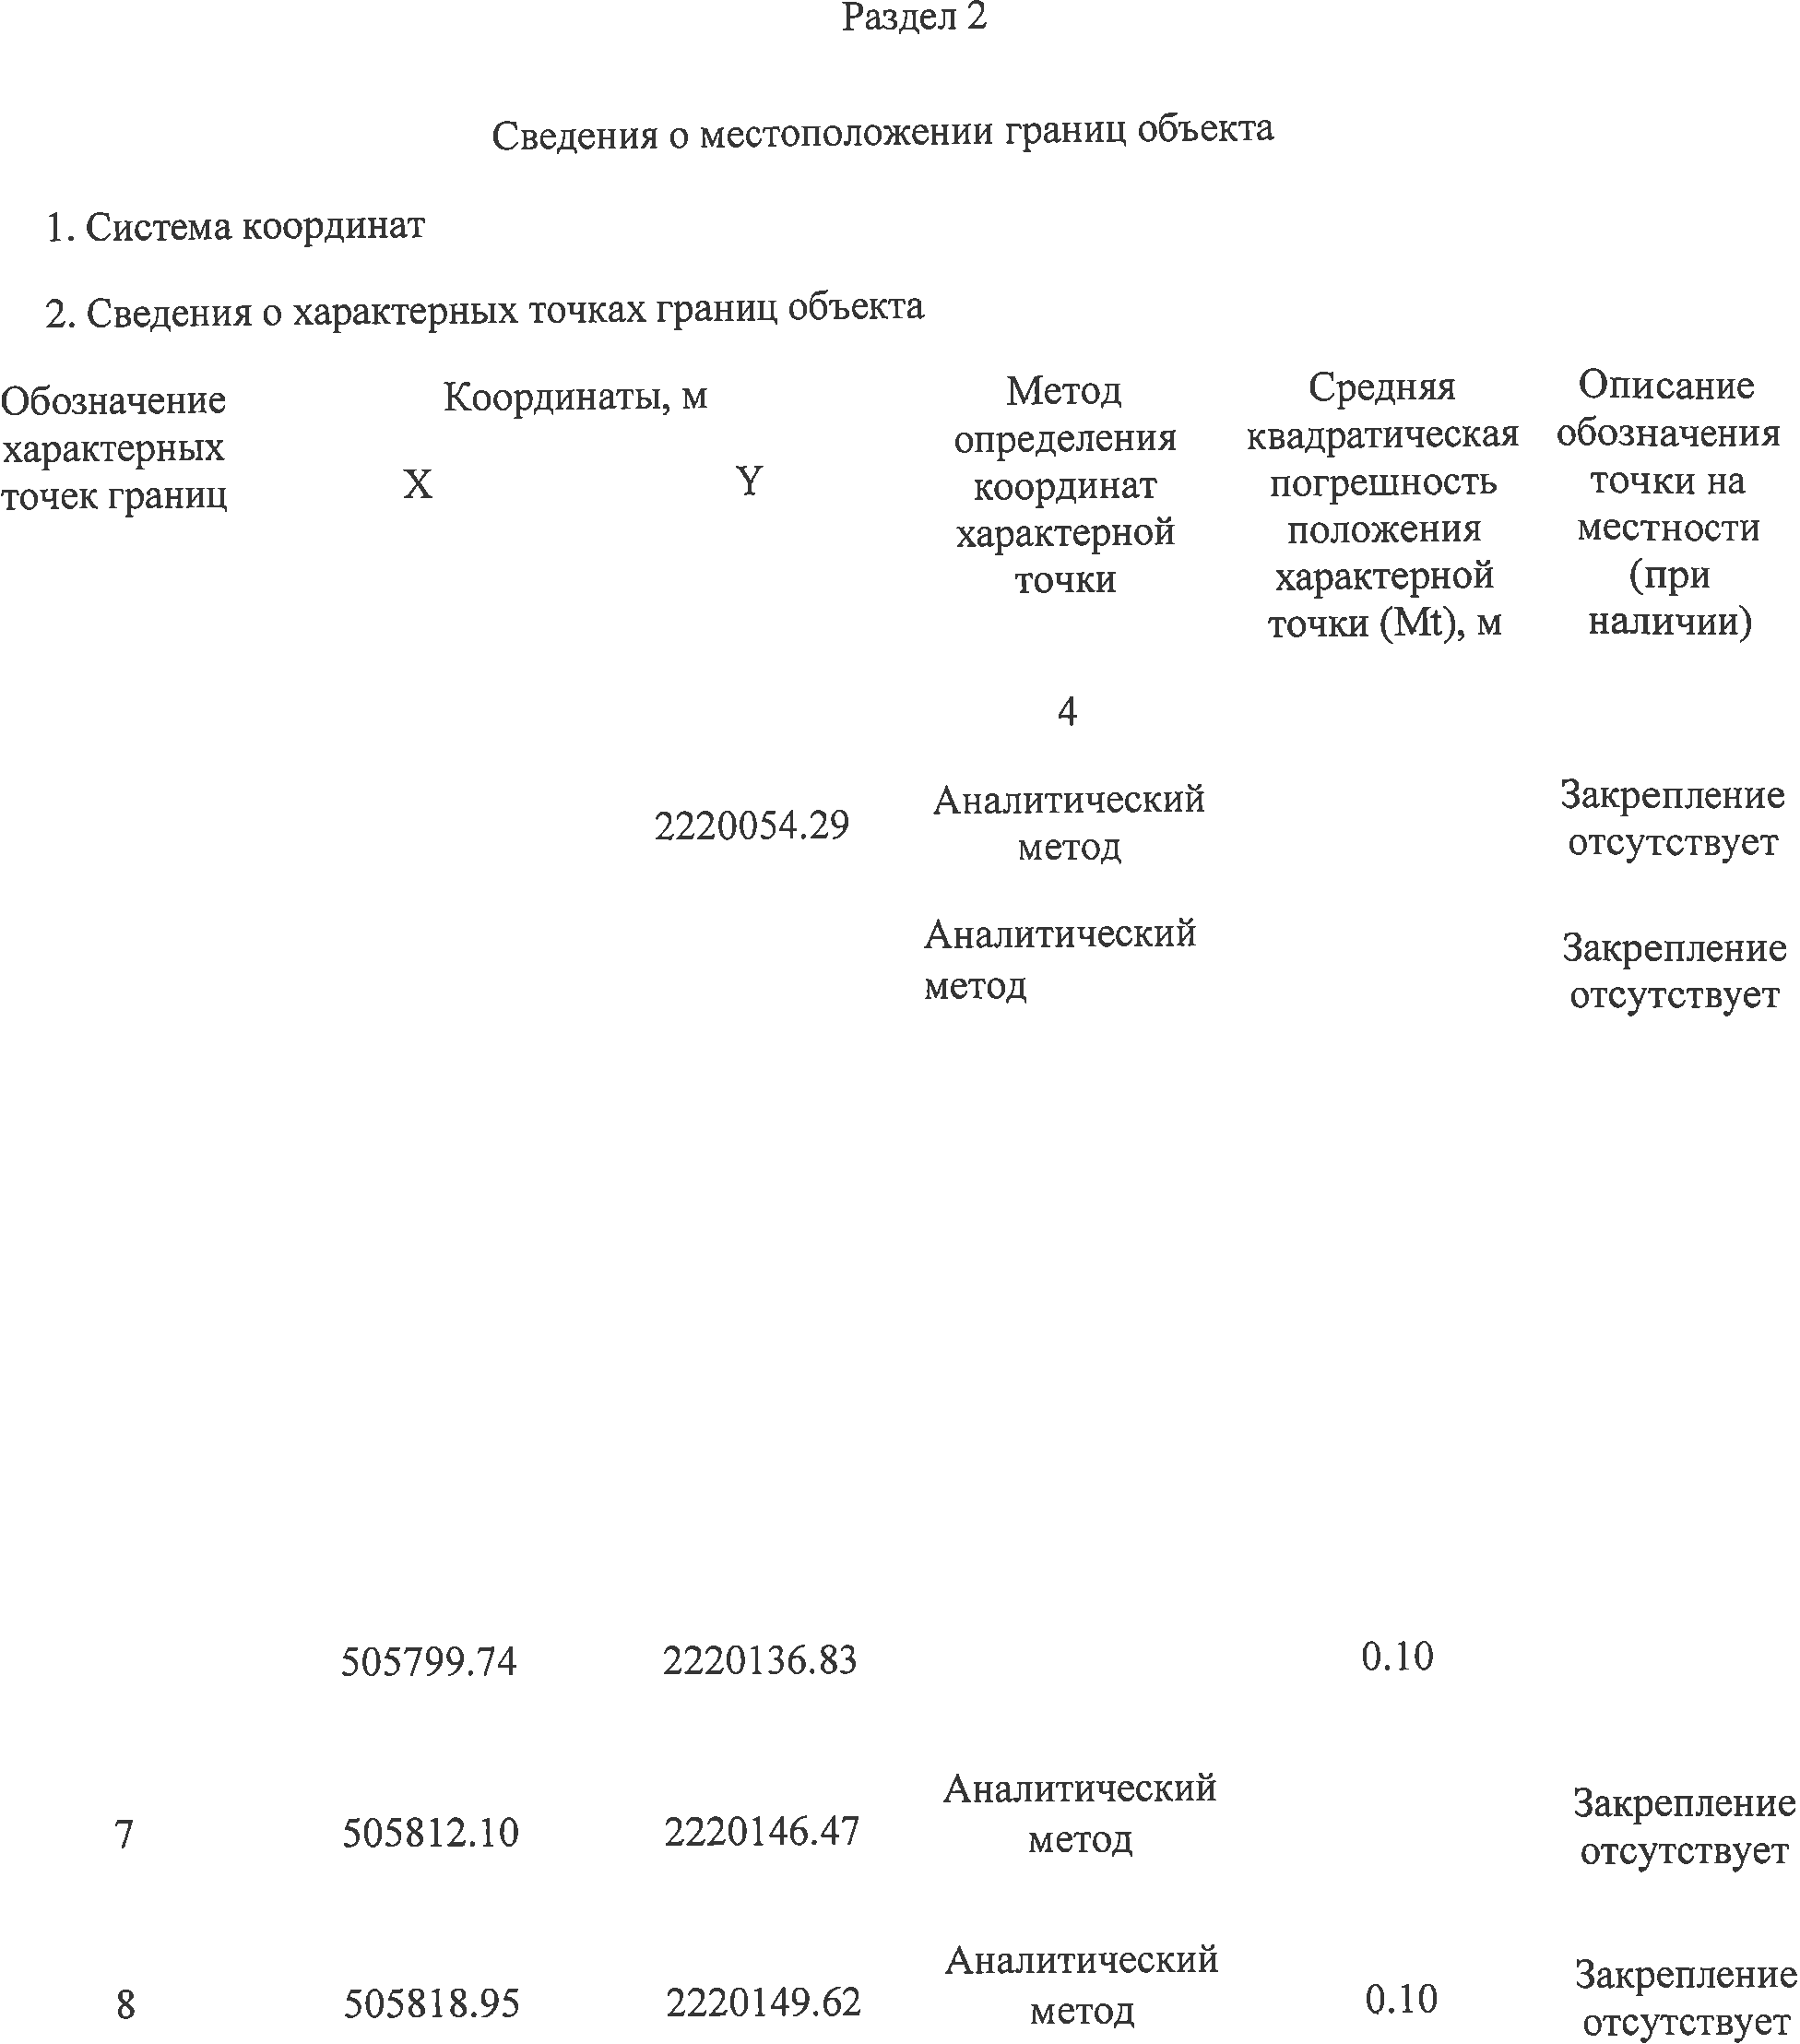 Раздел 2
Сведения о местоположении границ объекта
1. Система координат
2. Сведения о характерных точках границ объекта
Обозначение
характерных
точек границ
Координаты, м
X
Y
Метод
определения
координат
характерной
точки
Средняя
квадратическая
погрешность
положения
характерной
точки (Mt), м
Описание
обозначения
точки на
местности
(при
наличии)
4
2220054.29
Аналитический
метод
Закрепление
отсутствует
Аналитический
метод
Закрепление
отсутствует
505799.74
2220136.83
0.10
7
505812.10
2220146.47
Аналитический
метод
Закрепление
отсутствует
8
505818.95
2220149.62
Аналитический
метод
0.10
Закрепление
отсутствует